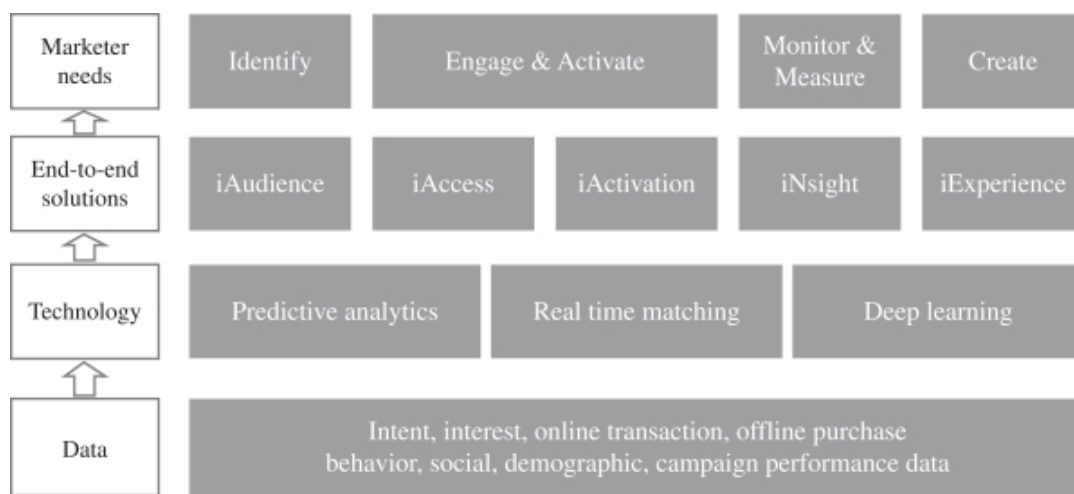 Marketer
needs
Identify
Engage & Activate
Monitor &
Measure
Create
End-to-end
solutions
iAudience
iAccess
iActivation
iNsight
iExperience
Technology
Predictive analytics
Real time matching
Deep learning
Data
Intent, interest, online transaction, offline purchase
behavior, social, demographic, campaign performance data